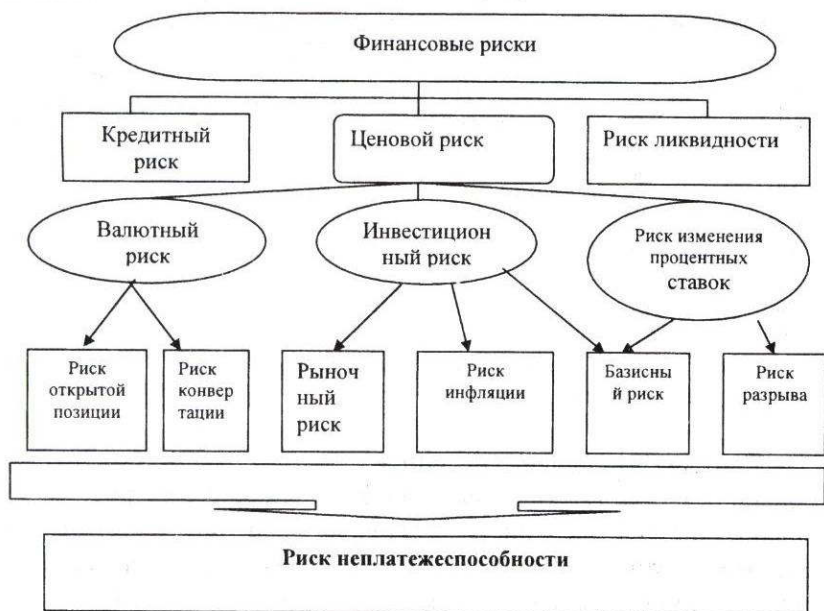 Финансовые риски
Кредитный
риск
Ценовой риск
Риск ликвидности
Валютный
риск
Инвестицион
ный риск
Риск изменения
процентных
ставок
Риск
открытой
позиции
Риск
конвер
тации
Рыноч
ный
риск
Риск
инфляции
Базисны
й риск
Риск
разрыва
Риск неплатежеспособности